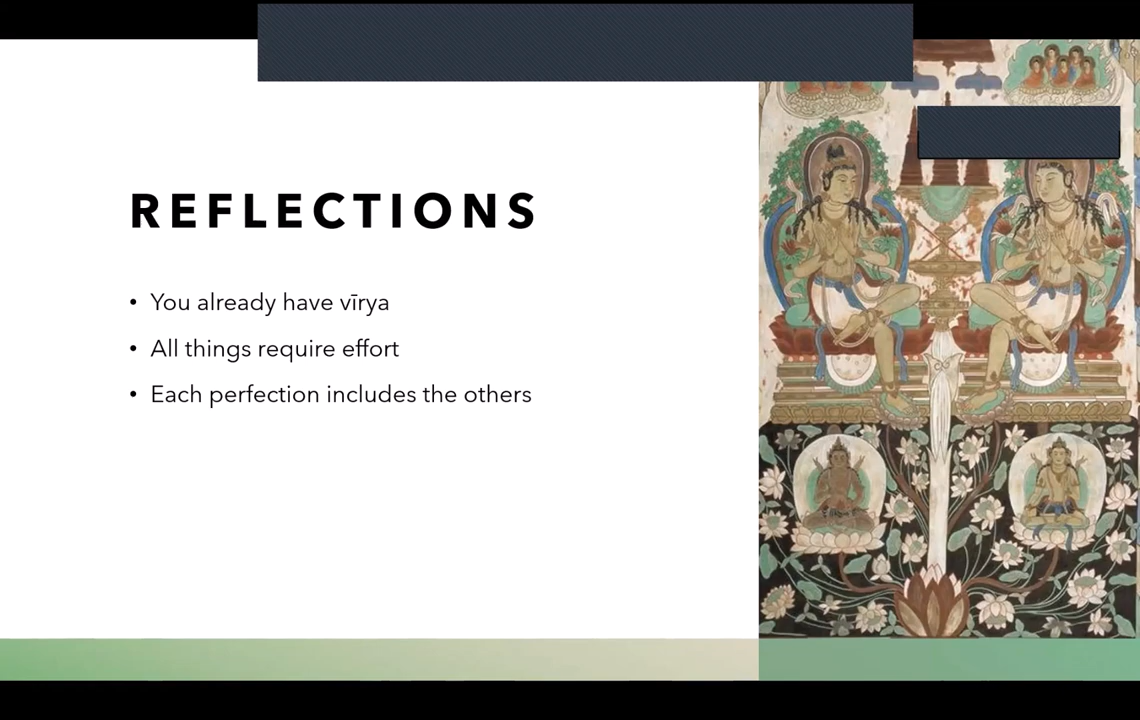 REFLECTIONS
• You already have vīrya
• All things require effort
• Each perfection includes the others